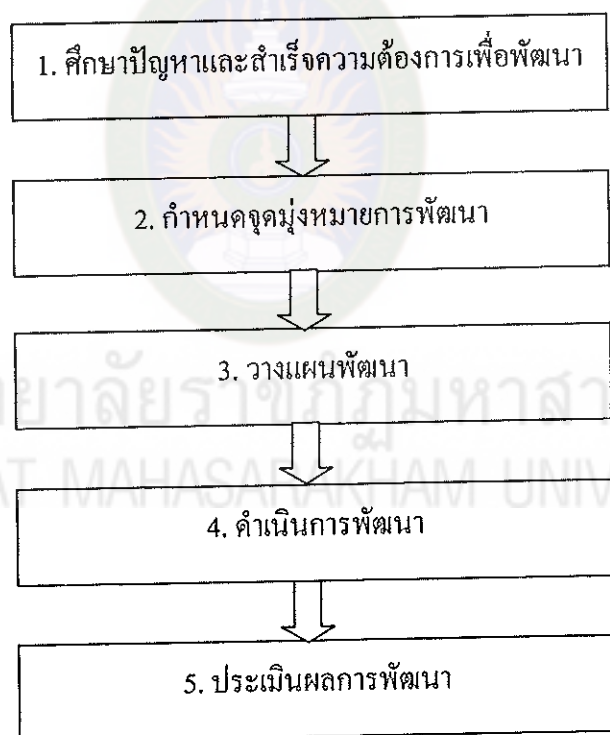 1. ศึกษาปัญหาและสำเร็จความต้องการเพื่อพัฒนา
2. กำหนดจุดมุ่งหมายการพัฒนา
3. วางแผนพัฒนา
ยาลัยราชภัฏมหาส
AT MAHASARAKHAM UNIV
4. ดำเนินการพัฒนา
5. ประเมินผลการพัฒนา